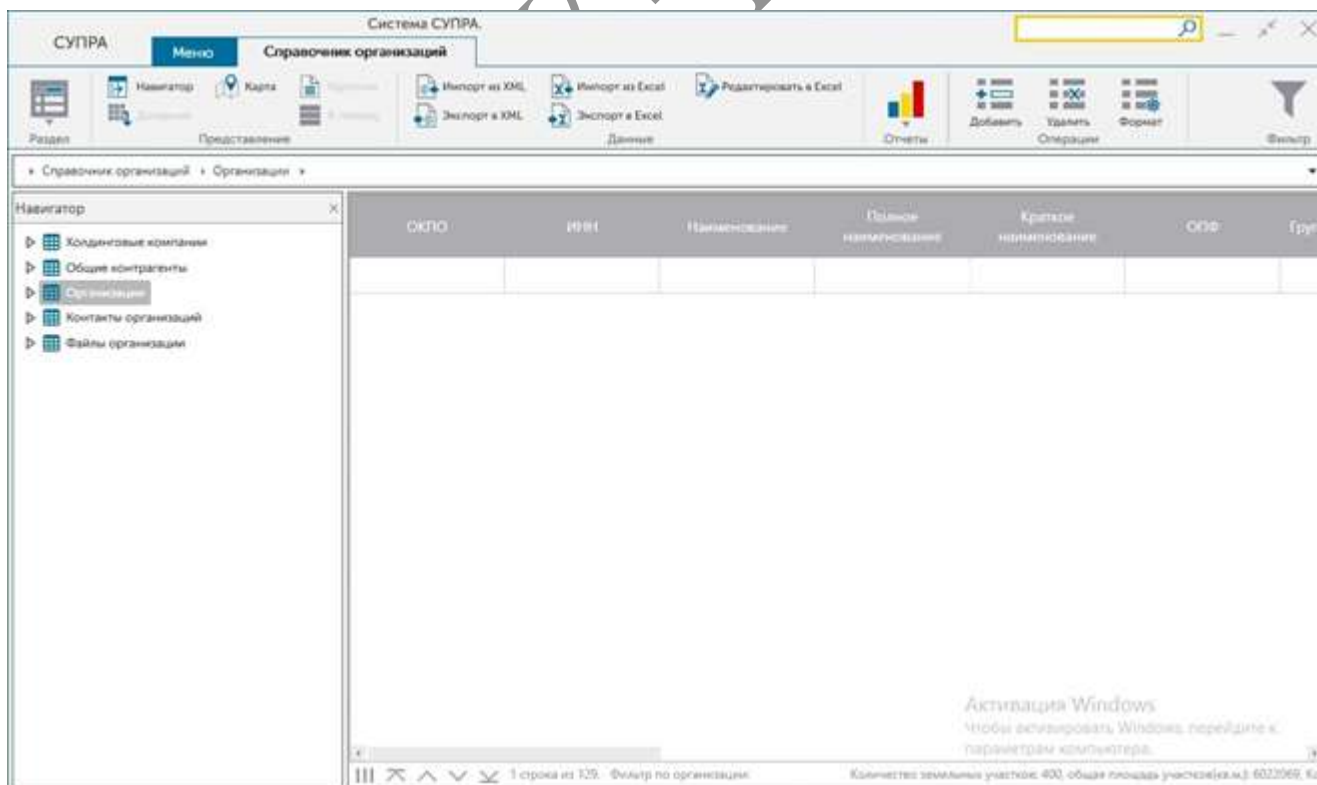 Система СУПРА.
СУПРА
Меню
Справочник организаций
Навигатор
Карта
Импорт из XML
Импорт из Excel
Редактировать в Excel
Экспорт в XML
Экспорт в Excel
Раздел
Представление
Данные
Отчеты
Добавить
Удалить
Формат
Операции
Фильтр
Справочник организаций
Организации
Навигатор
ОКПО
ИНН
Наименование
Полное наименование
Краткое наименование
ОПФ
Груп
Холдинговые компании
Общие контрагенты
Организации
Контакты организаций
Файлы организации
Активация Windows
Чтобы активировать Windows, перейдите к
параметрам компьютера.
1 строка из 129. Фильтр по организации:
Количество земельных участков: 400, общая площадь участков(кв.м.): 6022069, Ка